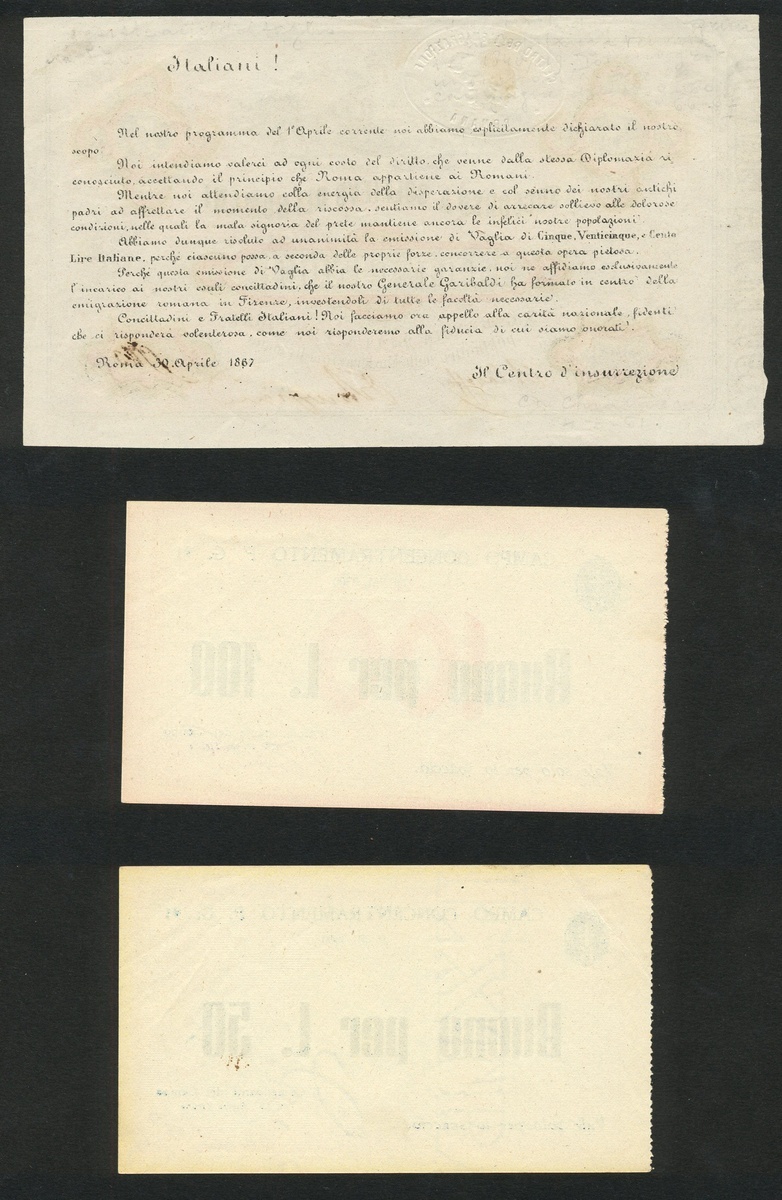 Italiani!
Nel nostro programma del 1° Aprile corrente noi abbiamo esplicitamente dichiarato il nostro
scopo.
Noi intendiamo valerci ad ogni costo del diritto, che venne dalla stessa Diplomazia ri
conosciuto, accettando il principio che Roma appartiene ai Romani.
Mentre noi attendiamo colla energia della disperazione e col senno dei nostri antichi
padri ad affrettare il momento della riscossa, sentiamo il dovere di arrecare sollievo alle dolorose
condizioni, nelle quali la mala signoria del prete mantiene ancora le infelici nostre popolazioni.
Abbiamo dunque risoluto ad unanimità la emissione di Vaglia di Cinque, Venticinque, e Cento
Lire Italiane, perché ciascuno possa, a seconda delle proprie forze, concorrere a questa opera pietosa.
Perché questa emissione di Vaglia abbia le necessarie garanzie, noi ne affidiamo esclusivamente
l'incarico ai nostri esuli concittadini, che il nostro Generale Garibaldi ha formato in centro della
emigrazione romana in Firenze, investendoli di tutte le facoltà necessarie.
Concittadini e Fratelli Italiani! Noi facciamo ora appello alla carità nazionale, fidenti
che ci risponderà volenterosa, come noi risponderemo alla fiducia di cui siamo onorati.
Roma 30 Aprile 1867
Il Centro d'insurrezione
CAMPO CONCENTRAMENTO P. G.
100
Buono per L. 100
CAMPO CONCENTRAMENTO P. G.
Buono per L. 50